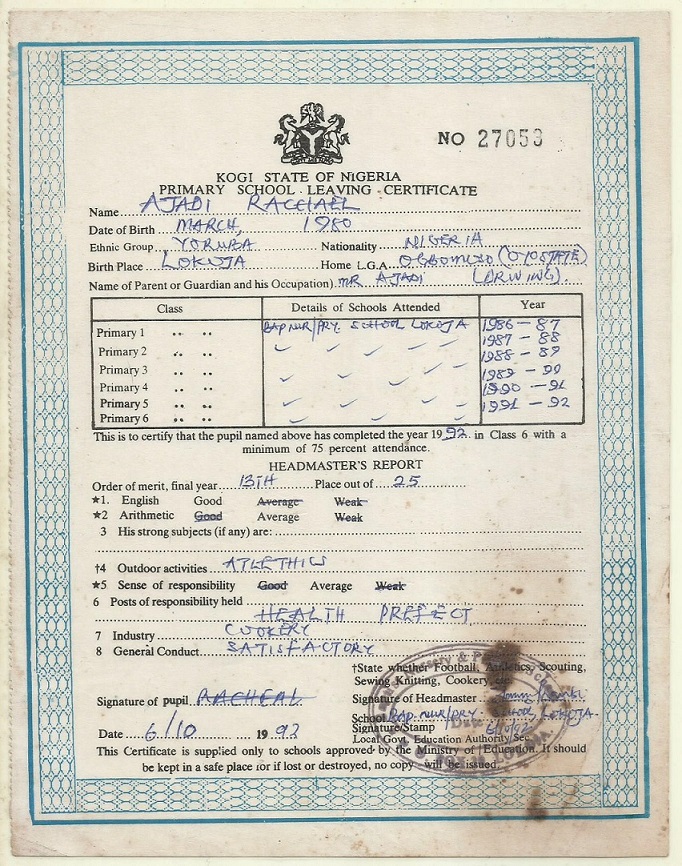 NO 27053
KOGI STATE OF NIGERIA
PRIMARY SCHOOL LEAVING CERTIFICATE
Name AJADI RACHAEL
Date of Birth MARCH, 1980
Ethnic Group YORUBA Nationality NIGERIA
Birth Place LOKOJA Home L.G.A. OGBOMOSO (OYO STATE)
Name of Parent or Guardian and his Occupation) MR AJADI (DRIVING).
Class Details of Schools Attended Year
Primary 1 BAP NUR/PRY. SCHOOL LOKOJA 1986 - 87
Primary 2 1987 - 88
Primary 3 1988 - 89
Primary 4 1989 - 90
Primary 5 1990 - 91
Primary 6 1991 - 92
This is to certify that the pupil named above has completed the year 1992 in Class 6 with a
minimum of 75 percent attendance.
HEADMASTER'S REPORT
Order of merit, final year 13TH Place out of 25
★1. English Good Average Weak
★2 Arithmetic Good Average Weak
3 His strong subjects (if any) are:
†4 Outdoor activities ATLETHICS
★5 Sense of responsibility Good Average Weak
6 Posts of responsibility held
HEALTH PREFECT
7 Industry COOKERY
8 General Conduct SATISFACTORY
†State whether Football, Athletics, Scouting,
Sewing Knitting, Cookery, etc
Signature of pupil RACHEAL Signature of Headmaster
School BAP. NUR/PRY. School, LOKOJA.
Date 6/10 1992 Signature/Stamp
Local Govt. Education Authority Sec
This Certificate is supplied only to schools approved by the Ministry of Education. It should
be kept in a safe place for if lost or destroyed, no copy will be issued.